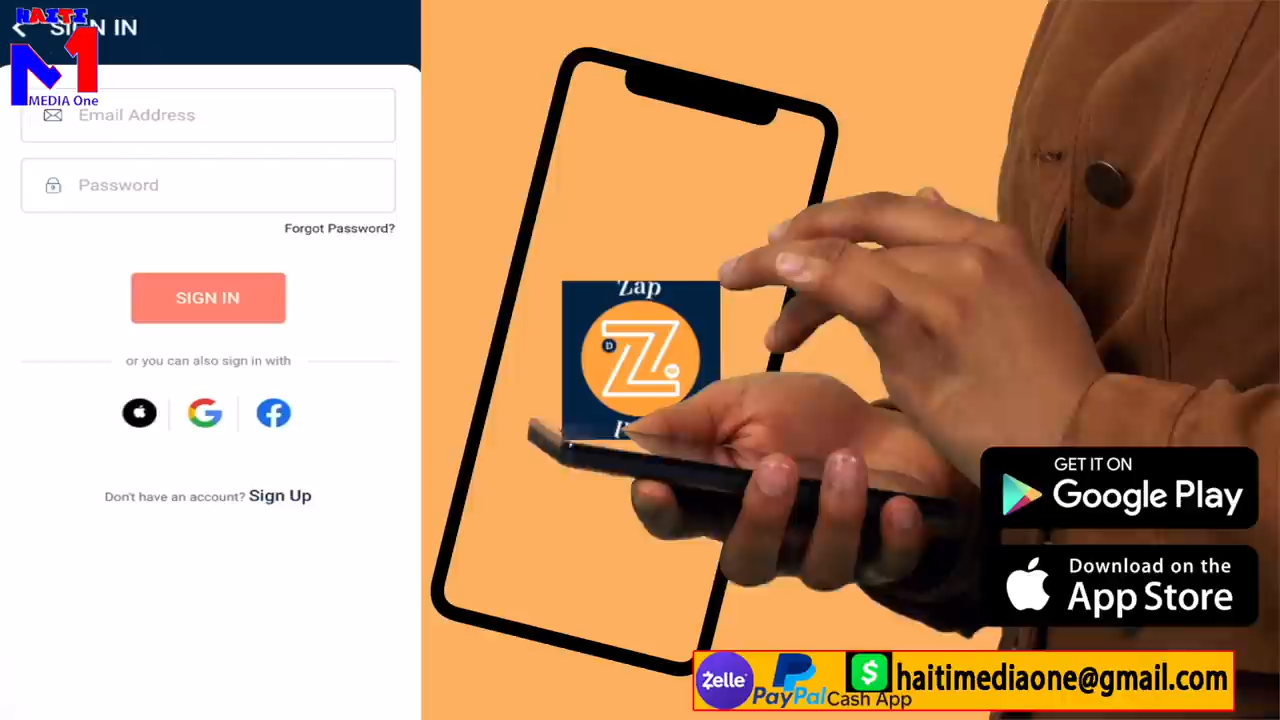 HAITI
SIGN IN
M1
MEDIA One
Email Address
Password
Forgot Password?
SIGN IN
or you can also sign in with
Don't have an account? Sign Up
Zap
Z
D
GET IT ON
Google Play
Download on the
App Store
Zelle
PayPal
$
Cash App
haitimediaone@gmail.com